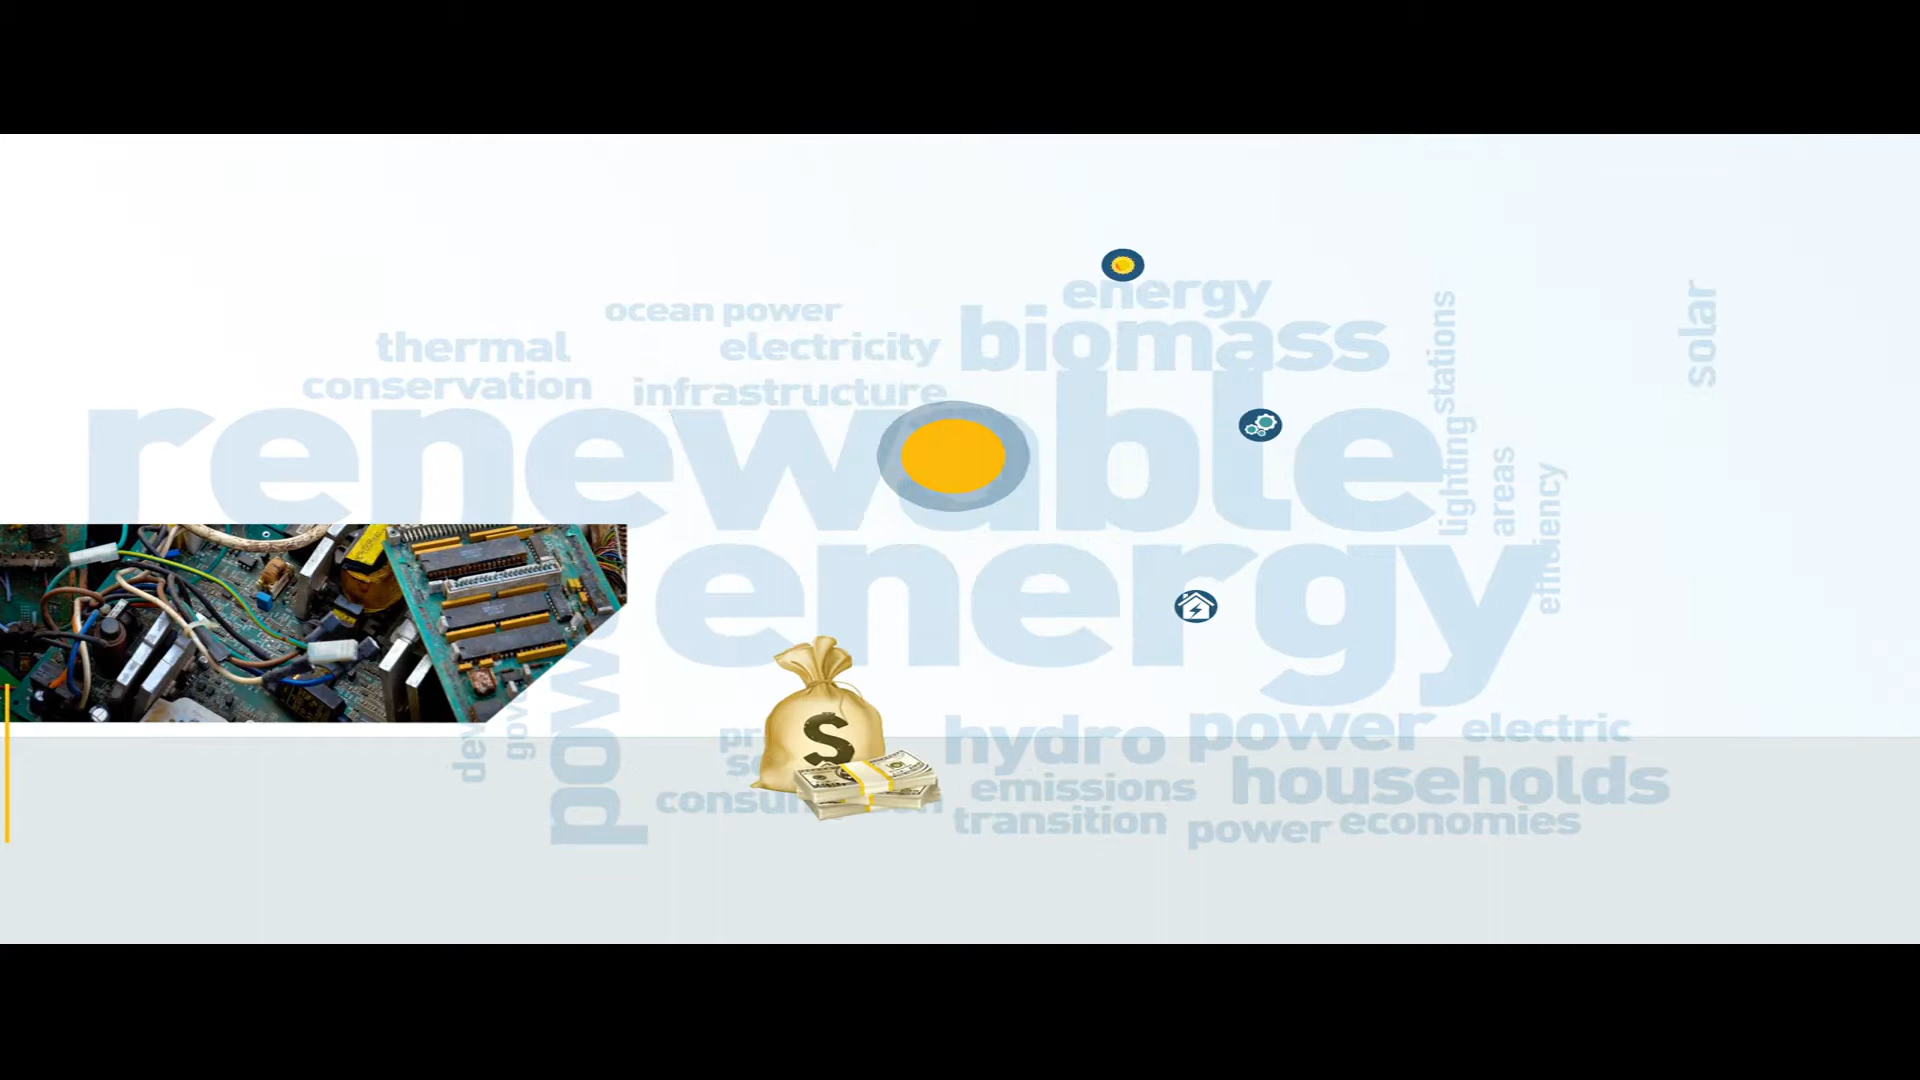 energy
ocean power
biomass
thermal
electricity
conservation
infrastructure
stations
solar
renewable
lighting
areas
efficiency
energy
power
hydro
electric
$
households
emissions
transition
power
economies